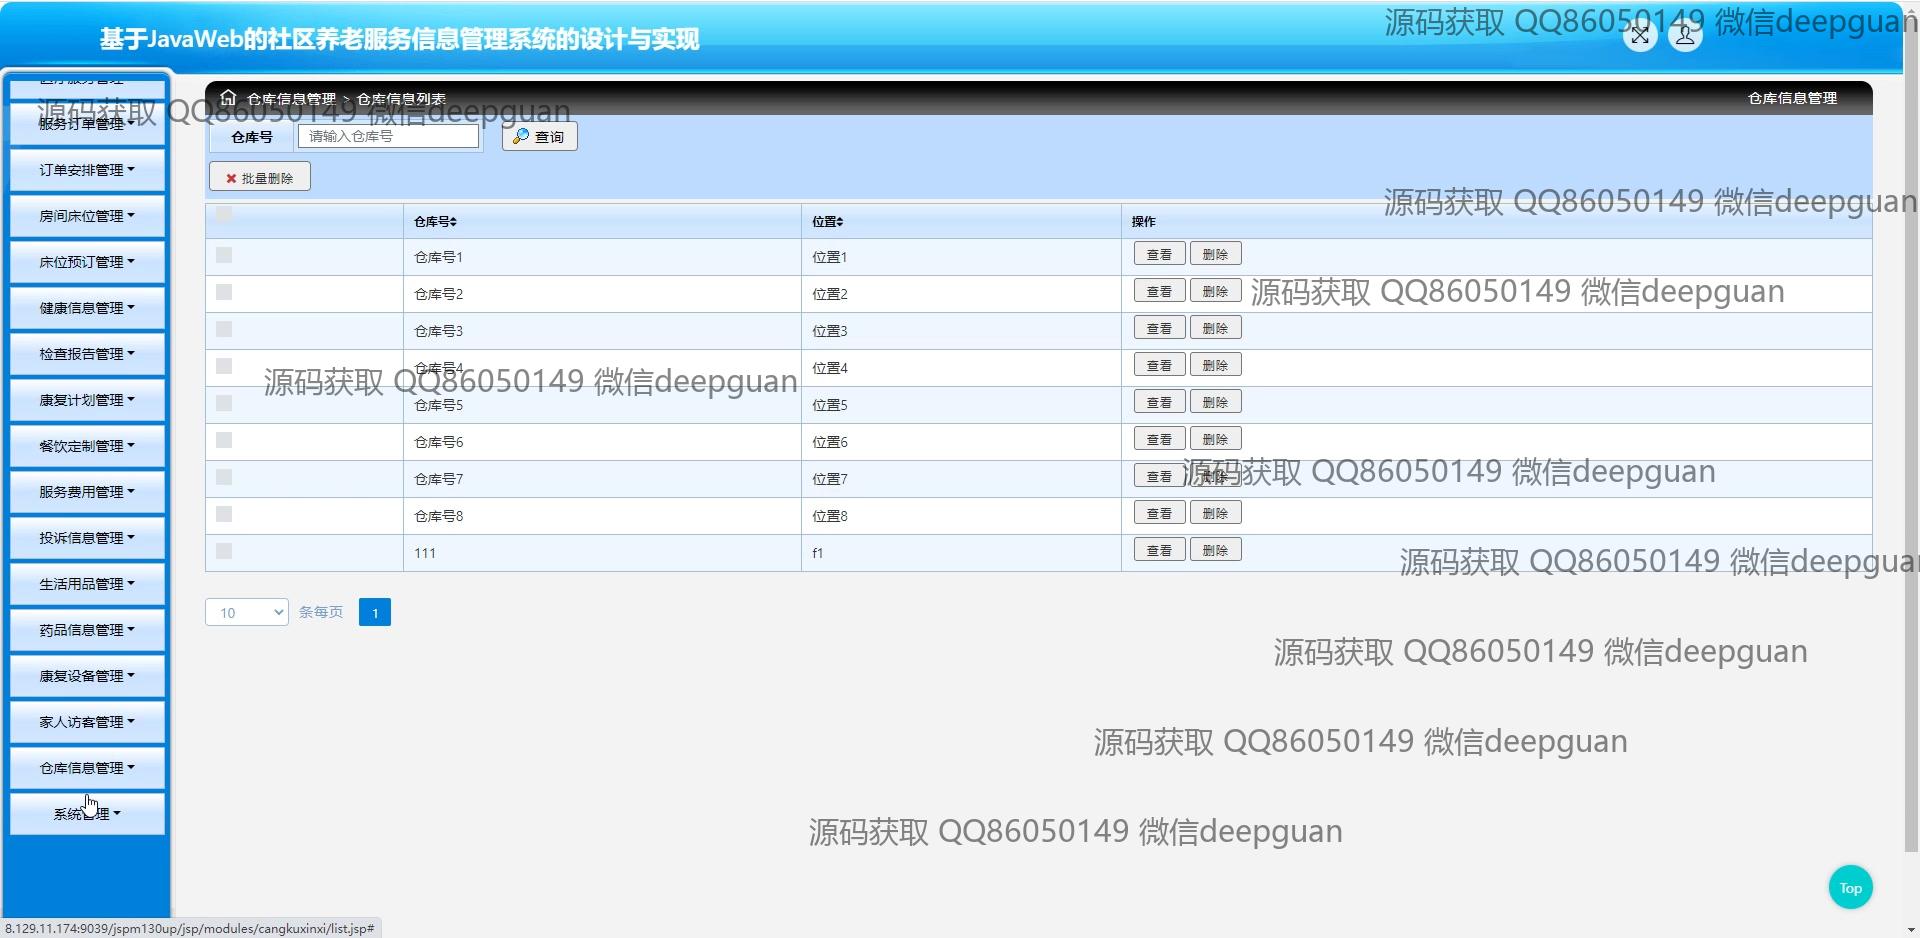 基于JavaWeb的社区养老服务信息管理系统的设计与实现
源码获取 QQ86050149 微信deepguan
仓库信息管理 > 仓库信息列表
仓库信息管理
源码获取 QQ86050149 微信deepguan
服务订单管理
订单安排管理
房间床位管理
床位预订管理
健康信息管理
检查报告管理
康复计划管理
餐饮定制管理
服务费用管理
投诉信息管理
生活用品管理
药品信息管理
康复设备管理
家人访客管理
仓库信息管理
系统管理
仓库号 请输入仓库号 查询
批量删除
源码获取 QQ86050149 微信deepguan
仓库号 位置 操作
仓库号1 位置1 查看 删除
仓库号2 位置2 查看 删除
源码获取 QQ86050149 微信deepguan
仓库号3 位置3 查看 删除
仓库号4 位置4 查看 删除
源码获取 QQ86050149 微信deepguan
仓库号5 位置5 查看 删除
仓库号6 位置6 查看 删除
仓库号7 位置7 查看 删除
源码获取 QQ86050149 微信deepguan
仓库号8 位置8 查看 删除
111 f1 查看 删除
源码获取 QQ86050149 微信deepguan
10 条每页 1
源码获取 QQ86050149 微信deepguan
源码获取 QQ86050149 微信deepguan
源码获取 QQ86050149 微信deepguan
Top
8.129.11.174:9039/jspm130up/jsp/modules/cangkuxinxi/list.jsp#